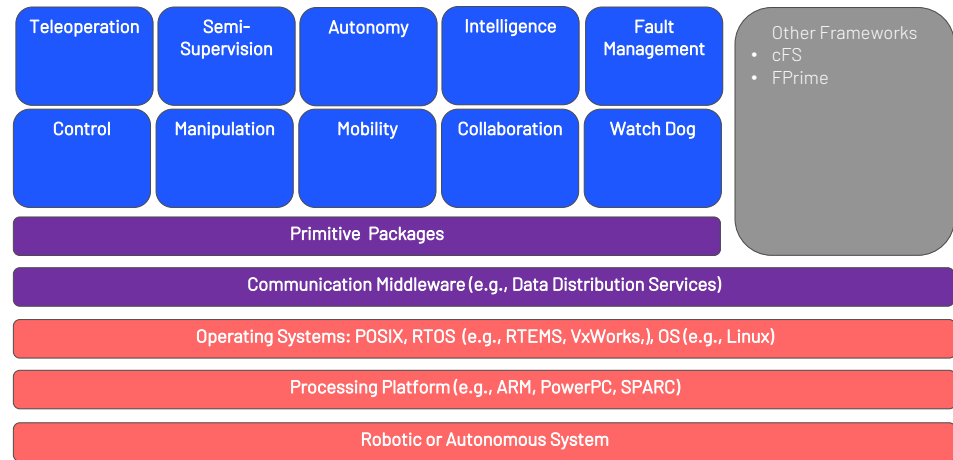 Teleoperation
Semi-
Supervision
Autonomy
Intelligence
Fault
Management
Other Frameworks
• cFS
• FPrime
Control
Manipulation
Mobility
Collaboration
Watch Dog
Primitive Packages
Communication Middleware (e.g., Data Distribution Services)
Operating Systems: POSIX, RTOS (e.g., RTEMS, VxWorks,), OS (e.g., Linux)
Processing Platform (e.g., ARM, PowerPC, SPARC)
Robotic or Autonomous System